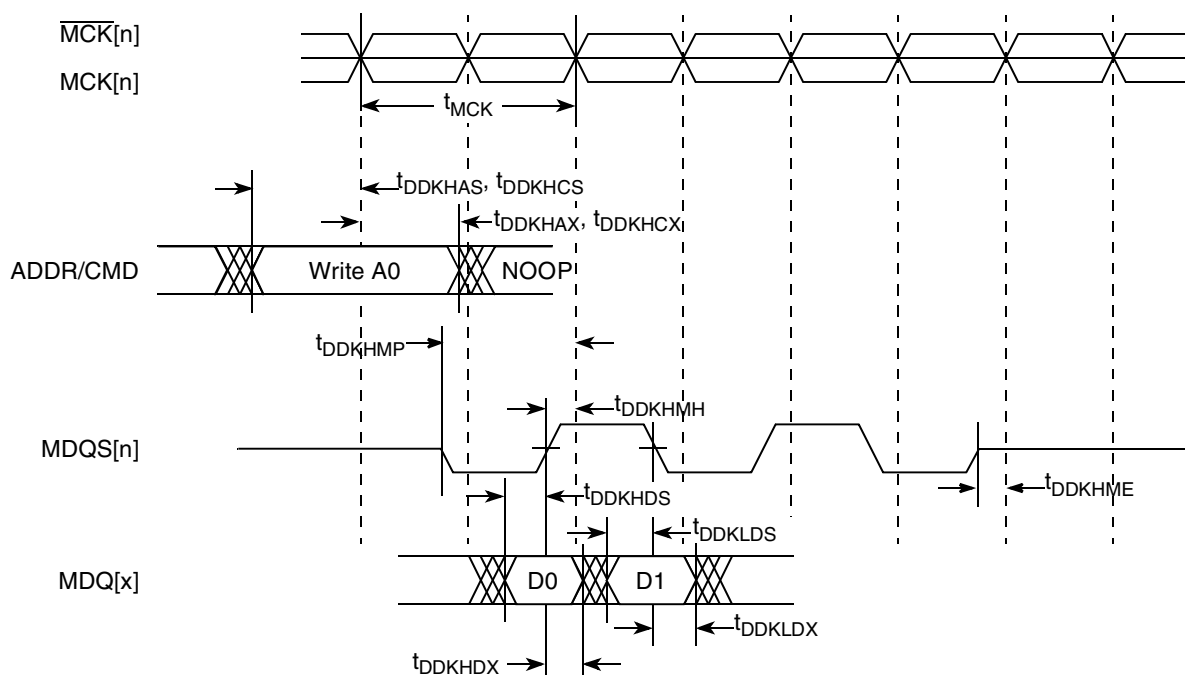 MCK[n]
MCK[n]
tMCK
tDDKHAS, tDDKHCS
tDDKHAX, tDDKHCX
ADDR/CMD
Write A0
NOOP
tDDKHMP
tDDKHMH
MDQS[n]
tDDKHDS
tDDKHME
tDDKLDS
MDQ[x]
D0
D1
tDDKLDX
tDDKHDX